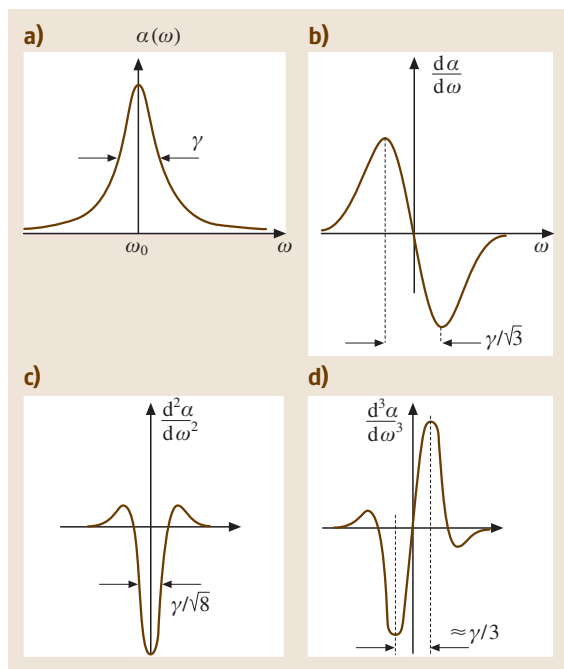 a)
α(ω)
γ
ω₀
ω
b)
dα
dω
ω
γ/√3
c)
d²α
dω²
γ/√8
d)
d³α
dω³
≈γ/3